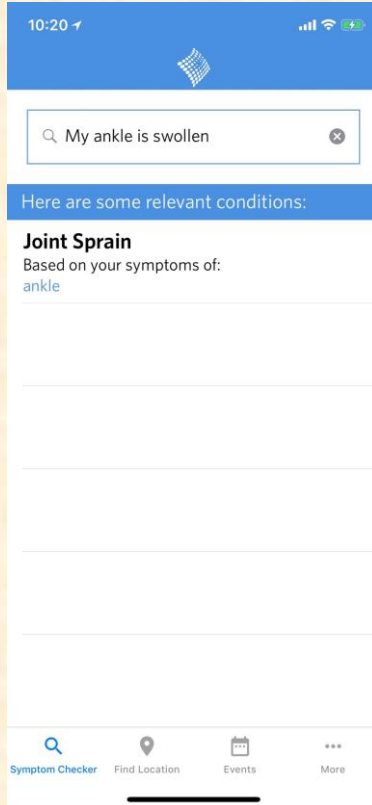 10:20
My ankle is swollen
Here are some relevant conditions:
Joint Sprain
Based on your symptoms of:
ankle
Symptom Checker
Find Location
Events
More